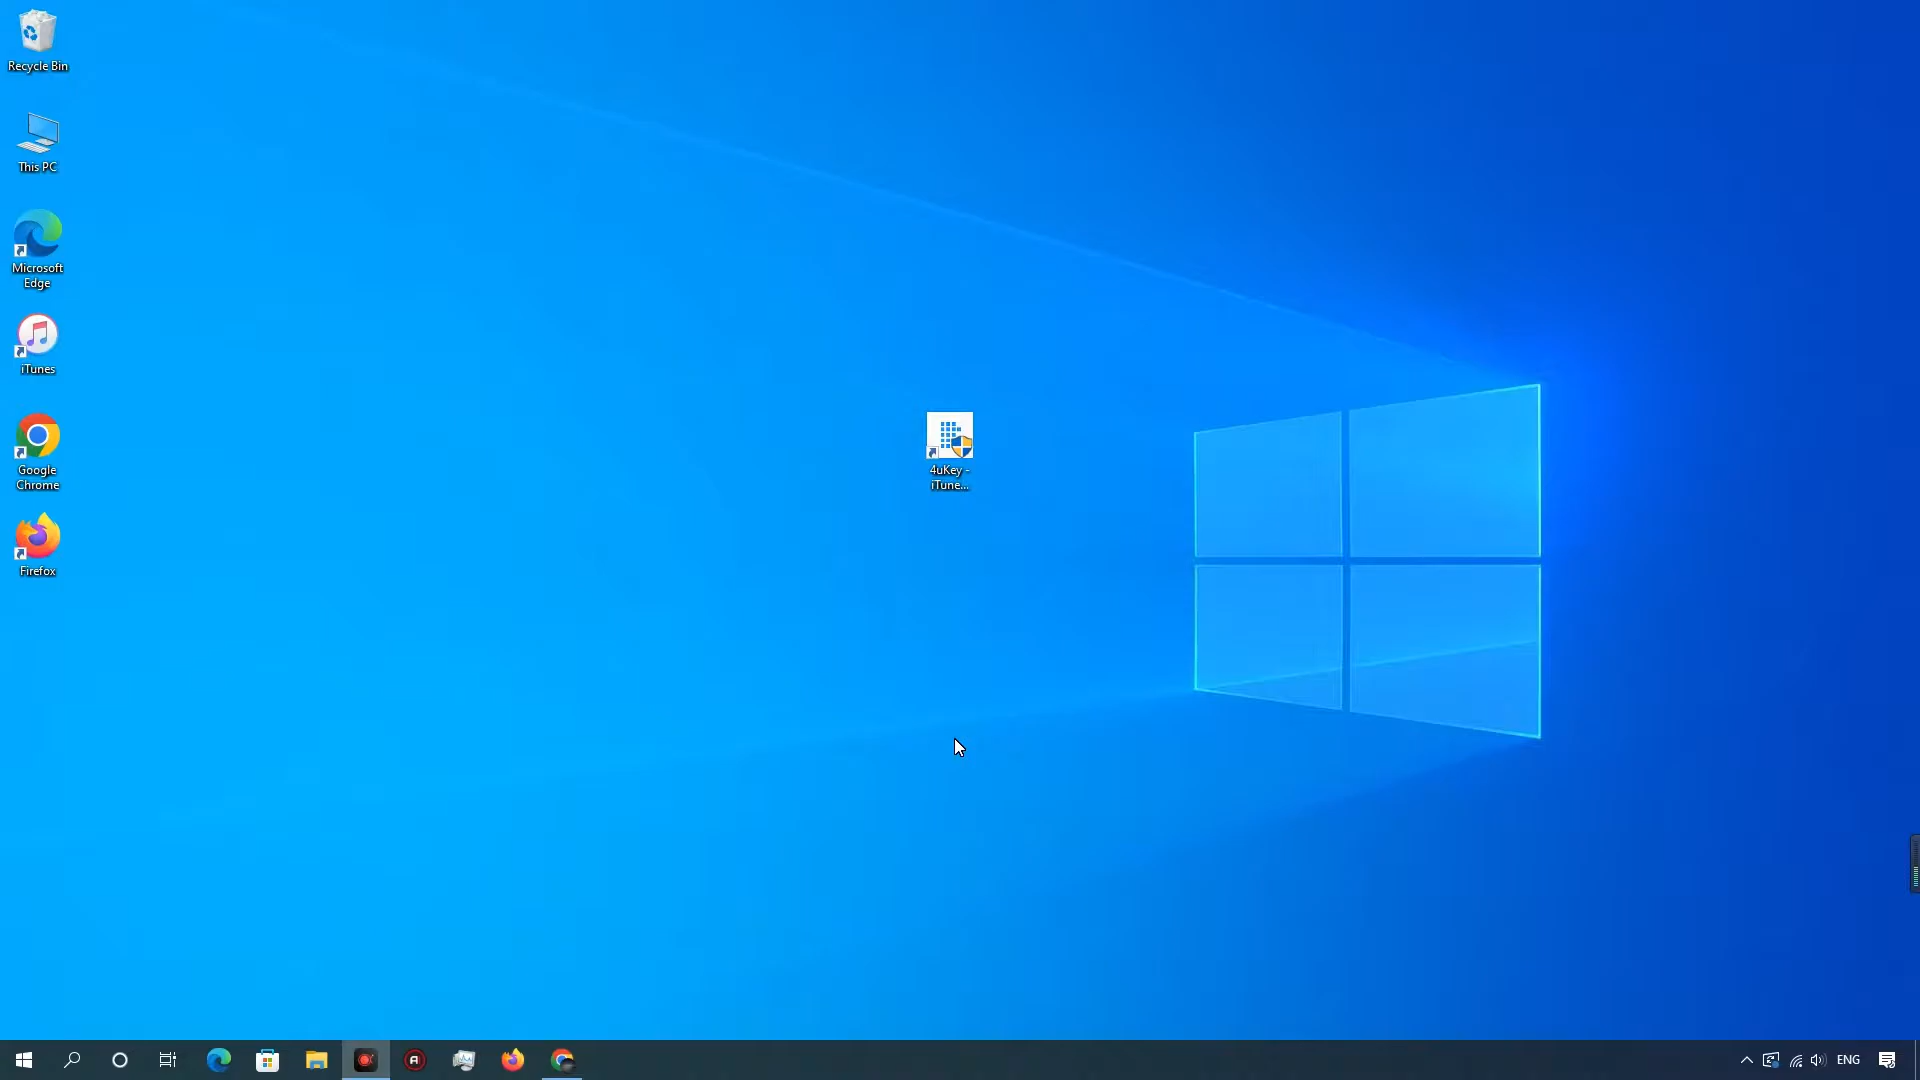 Recycle Bin
This PC
Microsoft
Edge
iTunes
Google
Chrome
Firefox
4uKey -
iTune...
ENG